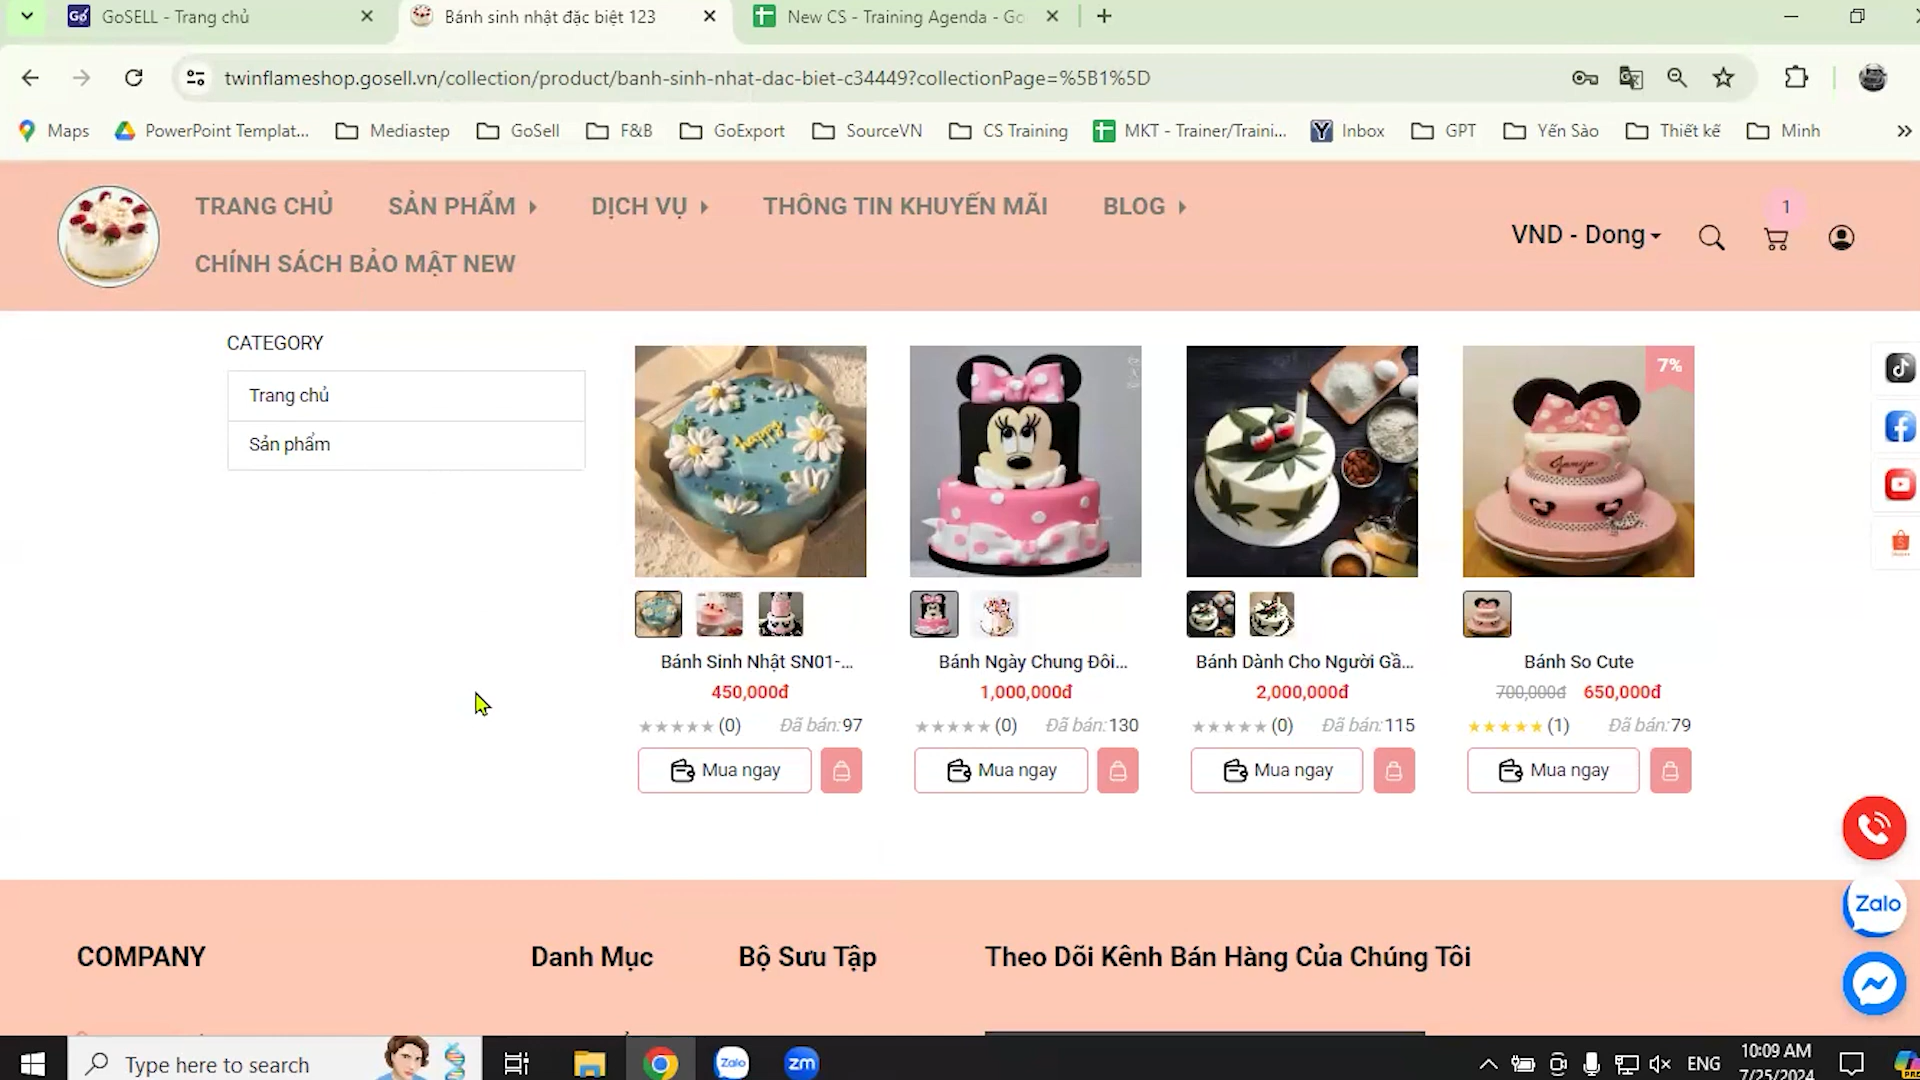 GoSELL - Trang chủ
Bánh sinh nhật đặc biệt 123
New CS - Training Agenda - Go
twinflameshop.gosell.vn/collection/product/banh-sinh-nhat-dac-biet-c34449?collectionPage=%5B1%5D
Maps
PowerPoint Templat...
Mediastep
GoSell
F&B
GoExport
SourceVN
CS Training
MKT - Trainer/Traini...
Inbox
GPT
Yến Sào
Thiết kế
Minh
TRANG CHỦ
SẢN PHẨM
DỊCH VỤ
THÔNG TIN KHUYẾN MÃI
BLOG
CHÍNH SÁCH BẢO MẬT NEW
VND - Dong
1
CATEGORY
Trang chủ
Sản phẩm
happy
7%
Bánh Sinh Nhật SN01-...
450,000đ
(0)
Đã bán:97
Mua ngay
Bánh Ngày Chung Đôi...
1,000,000đ
(0)
Đã bán:130
Mua ngay
Bánh Dành Cho Người Gầ...
2,000,000đ
(0)
Đã bán:115
Mua ngay
Bánh So Cute
700,000đ 650,000đ
(1)
Đã bán:79
Mua ngay
Zalo
COMPANY
Danh Mục
Bộ Sưu Tập
Theo Dõi Kênh Bán Hàng Của Chúng Tôi
Type here to search
Zalo
zm
ENG
10:09 AM
7/25/2024